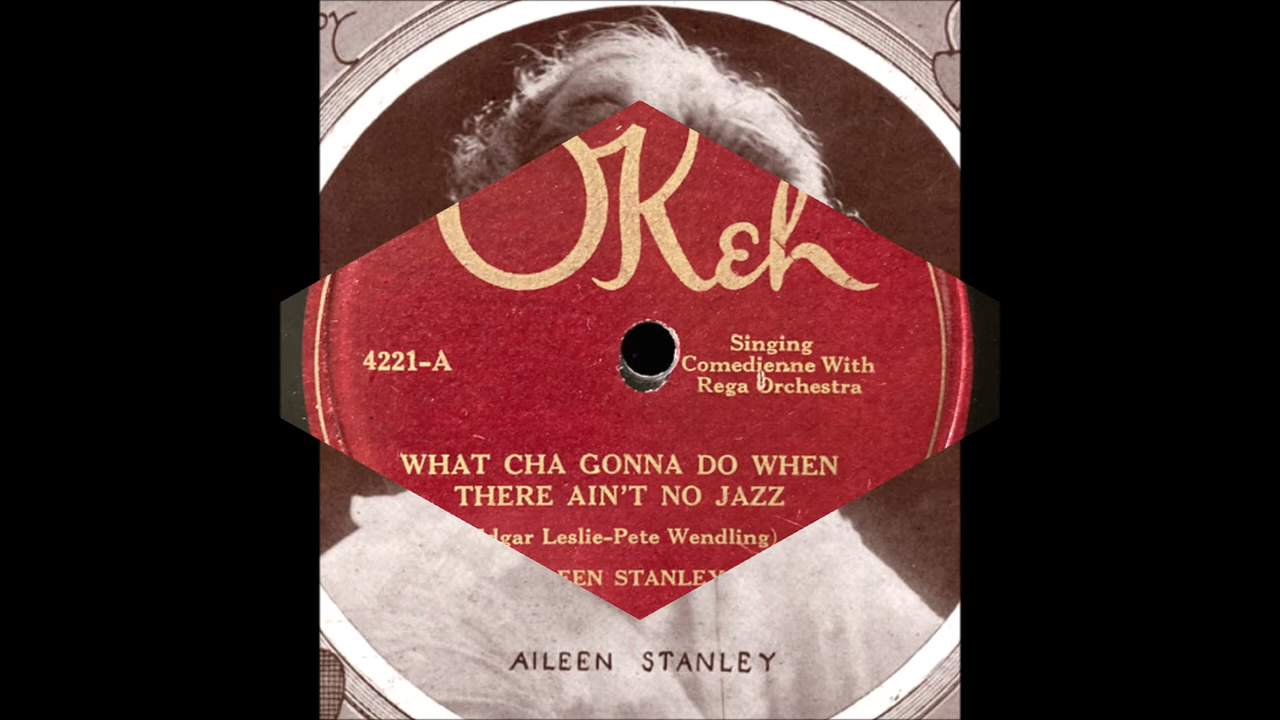 OKeh
4221-A
Singing
Comedienne With
Rega Orchestra
WHAT CHA GONNA DO WHEN
THERE AIN'T NO JAZZ
Leslie-Pete Wendling)
STANLEY
AILEEN STANLEY